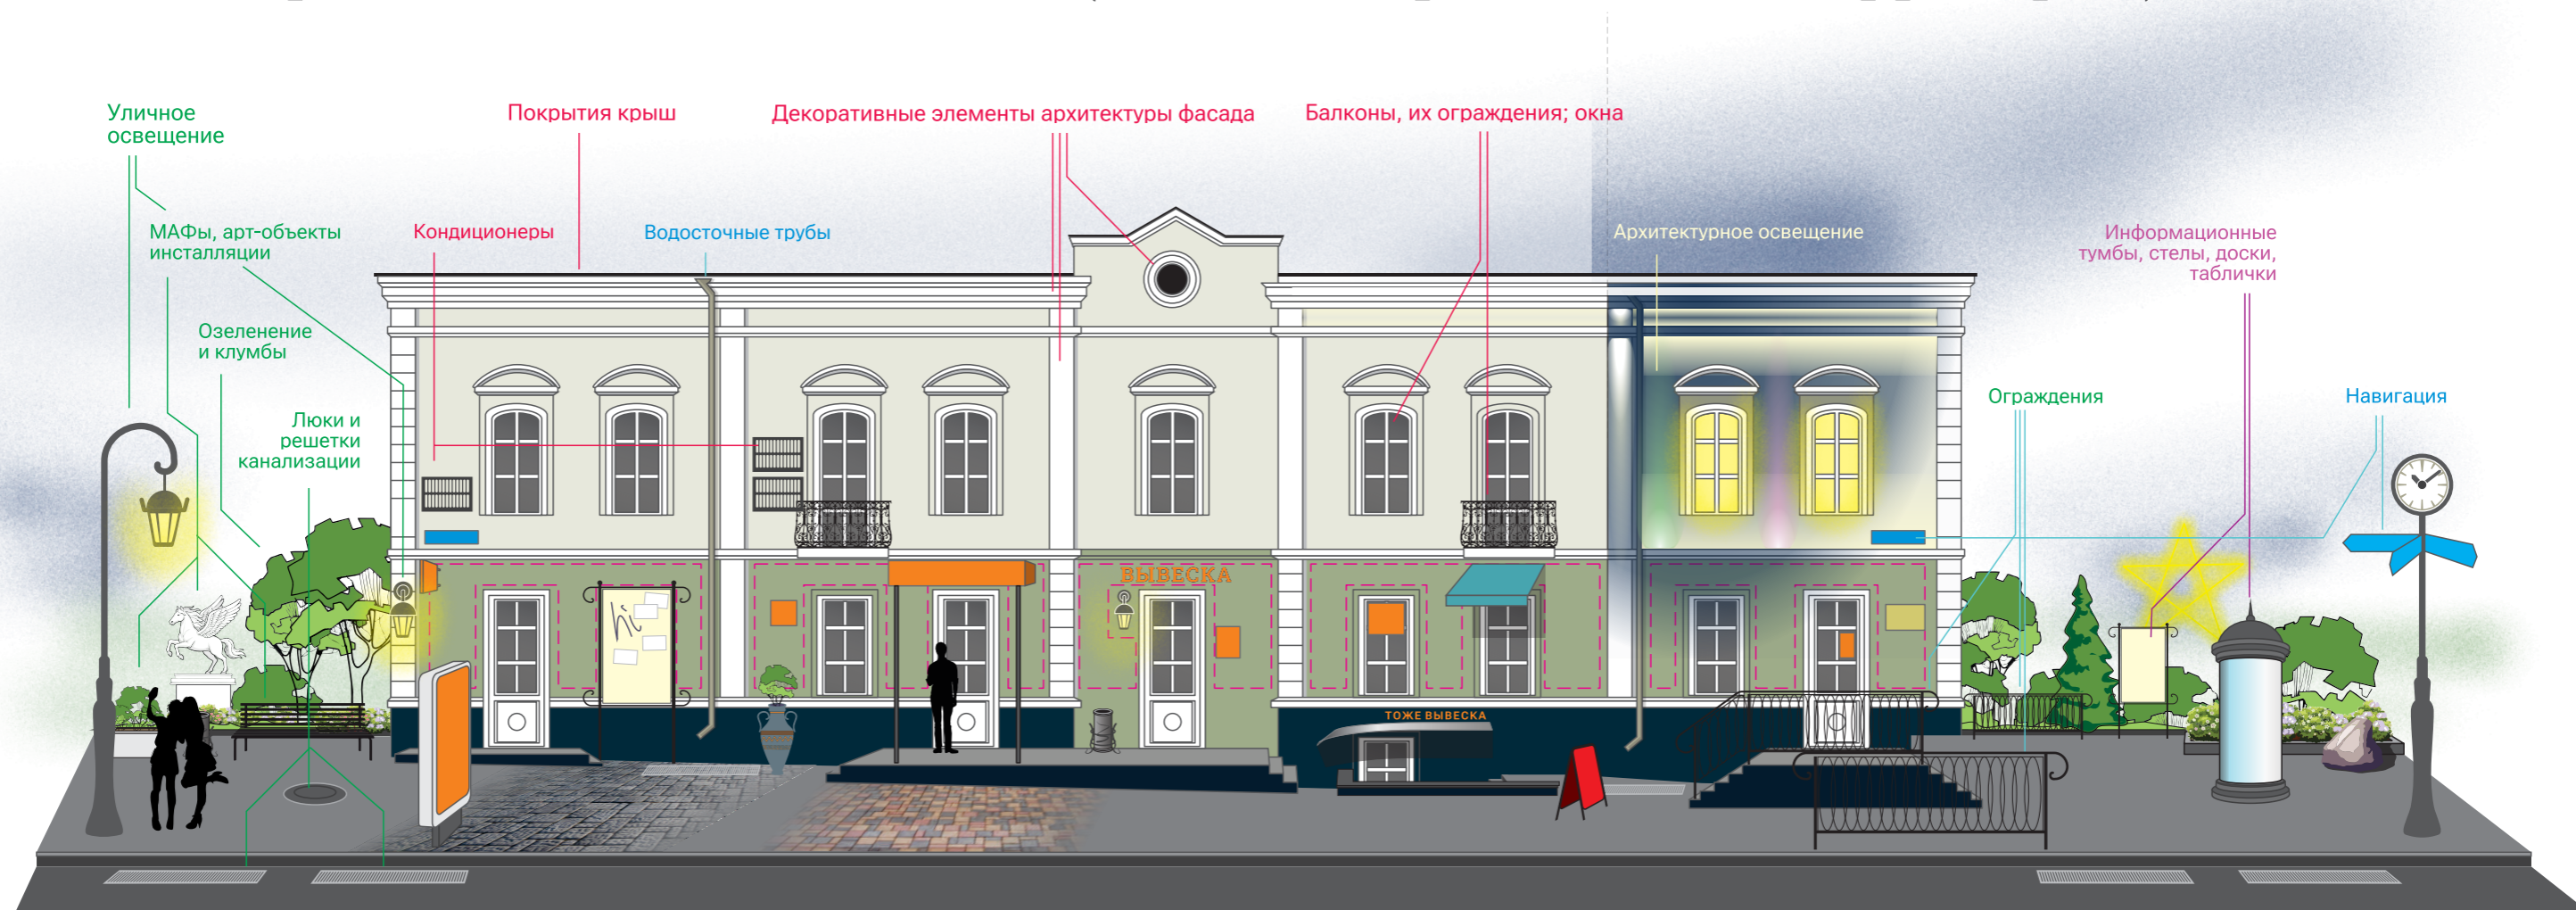 Уличное
освещение
Покрытия крыш
Декоративные элементы архитектуры фасада
Балконы, их ограждения; окна
МАФы, арт-объекты
инсталляции
Кондиционеры
Водосточные трубы
Архитектурное освещение
Информационные
тумбы, стелы, доски,
таблички
Озеленение
и клумбы
Люки и
решетки
канализации
Ограждения
Навигация
ВЫВЕСКА
hi
ТОЖЕ ВЫВЕСКА